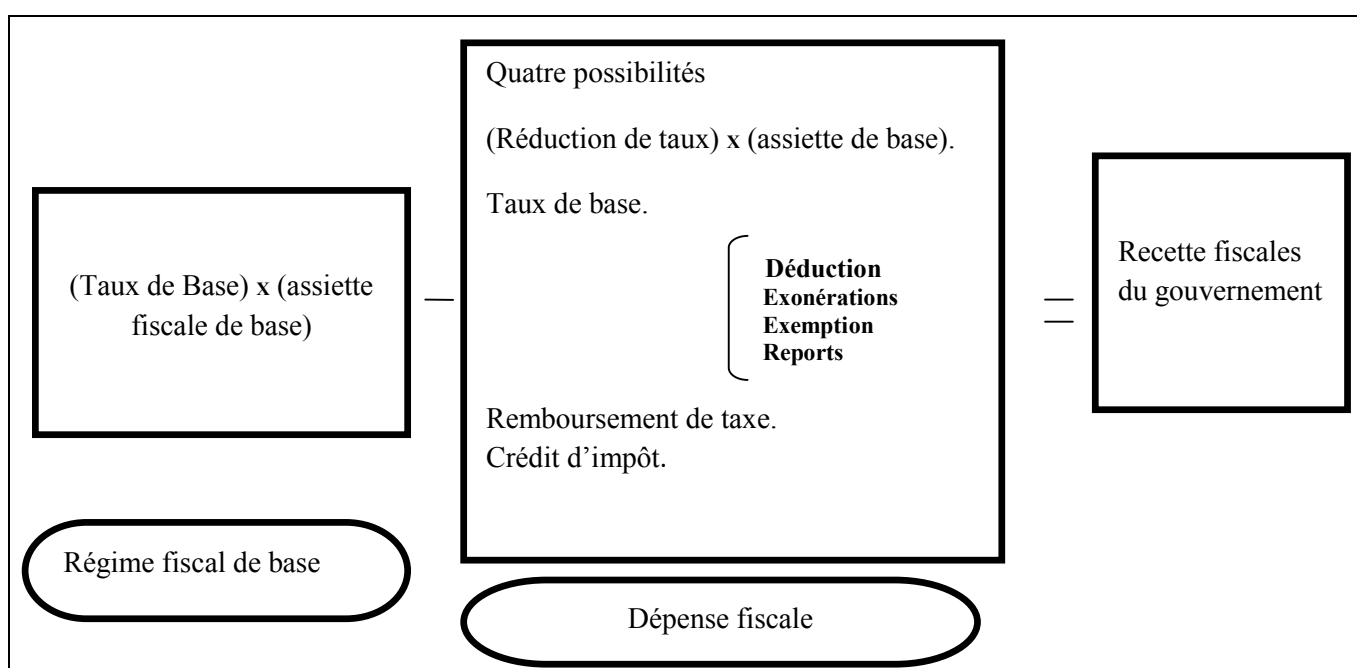 (Taux de Base) x (assiette
fiscale de base)
Régime fiscal de base
—
Quatre possibilités
(Réduction de taux) x (assiette de base).
Taux de base.
Déduction
Exonérations
Exemption
Reports
Remboursement de taxe.
Crédit d’impôt.
Dépense fiscale
=
Recette fiscales
du gouvernement